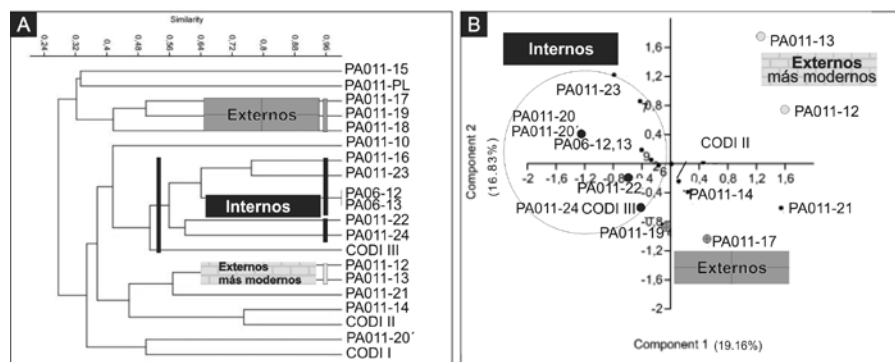 A
Similarity
0,24 0,32 0,4 0,48 0,56 0,64 0,72 0,8 0,88 0,96
PA011-15
PA011-PL
PA011-17
PA011-19
PA011-18
PA011-10
PA011-16
PA011-23
PA06-12
PA06-13
PA011-22
PA011-24
CODI III
PA011-12
PA011-13
PA011-21
PA011-14
CODI II
PA011-20´
CODI I
Externos
Internos
Externos
más modernos
B
Internos
Externos
más modernos
Externos
PA011-13
PA011-12
PA011-23
PA011-20
PA011-20´
PA06-12,13
CODI II
PA011-22
PA011-14
PA011-24 CODI III
PA011-21
PA011-19
PA011-17
1,6
1,2
0,4
-0,4
-0,8
-1,2
-1,6
-2
-2 -1,6 -1,2 -0,8 -0,4
0,4 0,8 1,2 1,6
Component 2
(16.83%)
Component 1 (19.16%)